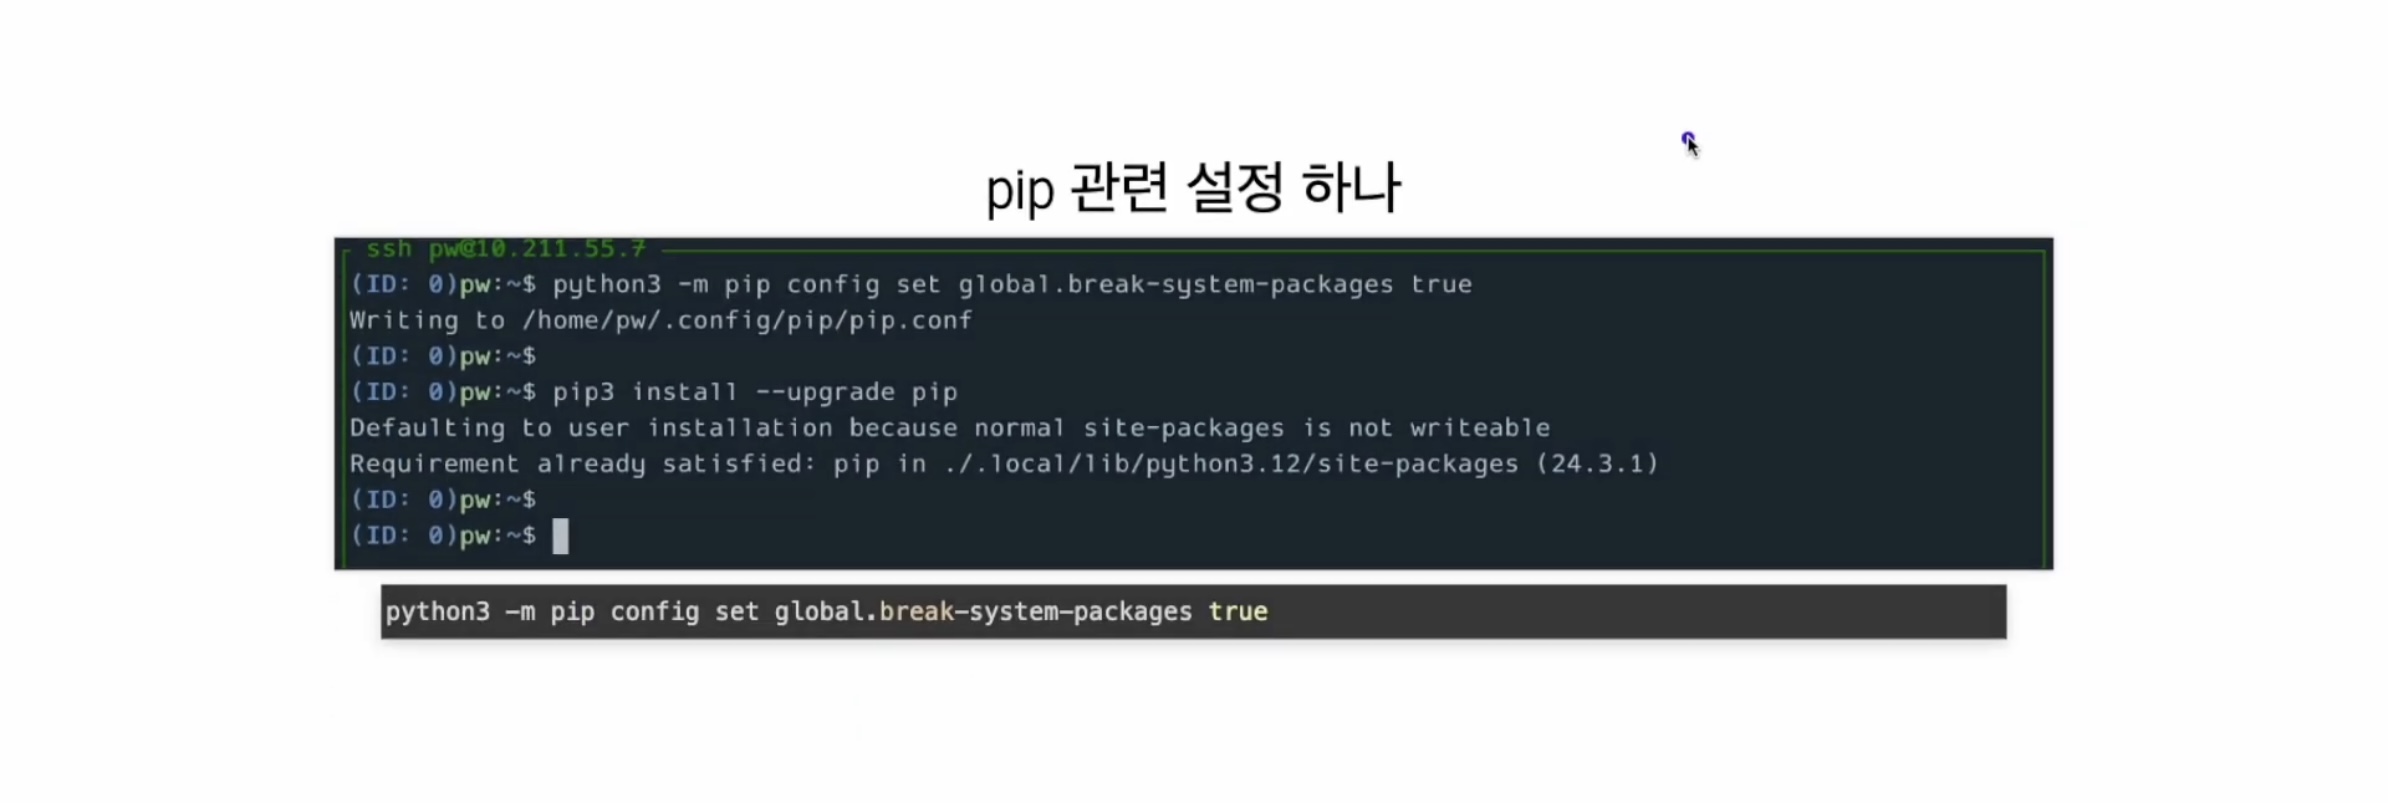 pip 관련 설정 하나
ssh pw@10.211.55.7
(ID: 0)pw:~$ python3 -m pip config set global.break-system-packages true
Writing to /home/pw/.config/pip/pip.conf
(ID: 0)pw:~$
(ID: 0)pw:~$ pip3 install --upgrade pip
Defaulting to user installation because normal site-packages is not writeable
Requirement already satisfied: pip in ./.local/lib/python3.12/site-packages (24.3.1)
(ID: 0)pw:~$
(ID: 0)pw:~$
python3 -m pip config set global.break-system-packages true